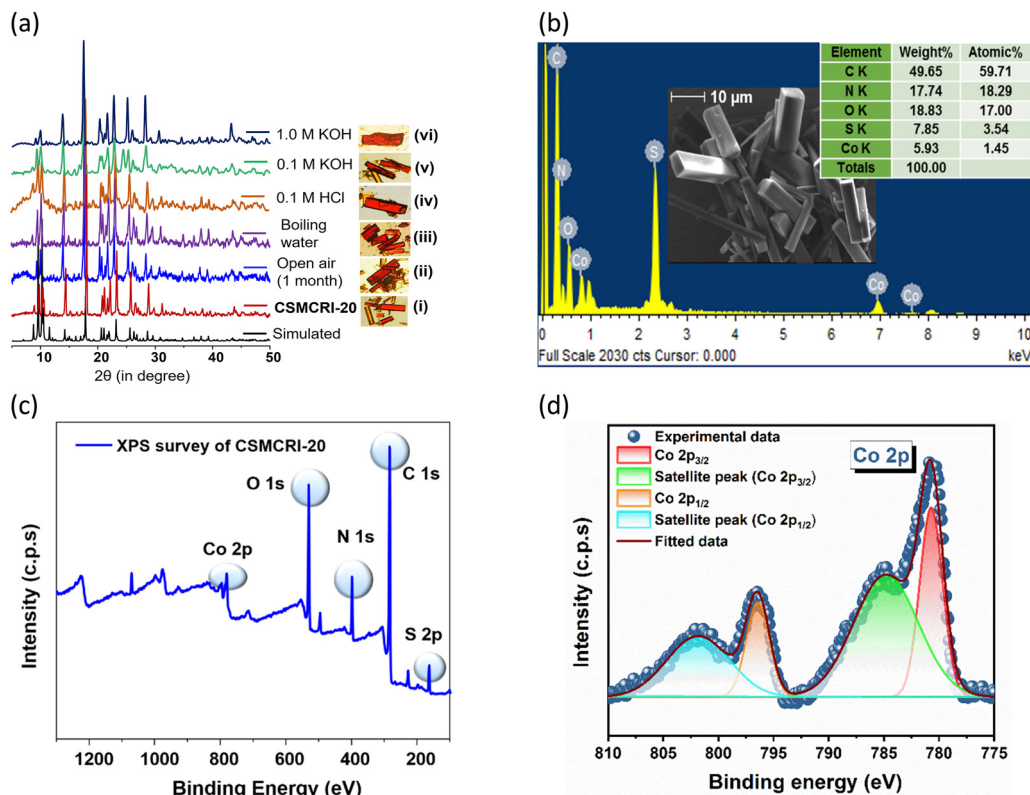 (a)
1.0 M KOH
(vi)
0.1 M KOH
(v)
0.1 M HCl
(iv)
Boiling
water
(iii)
Open air
(1 month)
(ii)
CSMCRI-20
(i)
Simulated
10 20 30 40 50
2θ (in degree)
(b)
Element Weight% Atomic%
C K 49.65 59.71
N K 17.74 18.29
O K 18.83 17.00
S K 7.85 3.54
Co K 5.93 1.45
Totals 100.00
10 µm
C
N
O
Co
S
Co
Co
0 1 2 3 4 5 6 7 8 9 10
Full Scale 2030 cts Cursor: 0.000
keV
(c)
XPS survey of CSMCRI-20
C 1s
O 1s
N 1s
Co 2p
S 2p
Intensity (c.p.s)
1200 1000 800 600 400 200
Binding Energy (eV)
(d)
Experimental data
Co 2p3/2
Satellite peak (Co 2p3/2)
Co 2p1/2
Satellite peak (Co 2p1/2)
Fitted data
Co 2p
Intensity (c.p.s)
810 805 800 795 790 785 780 775
Binding energy (eV)